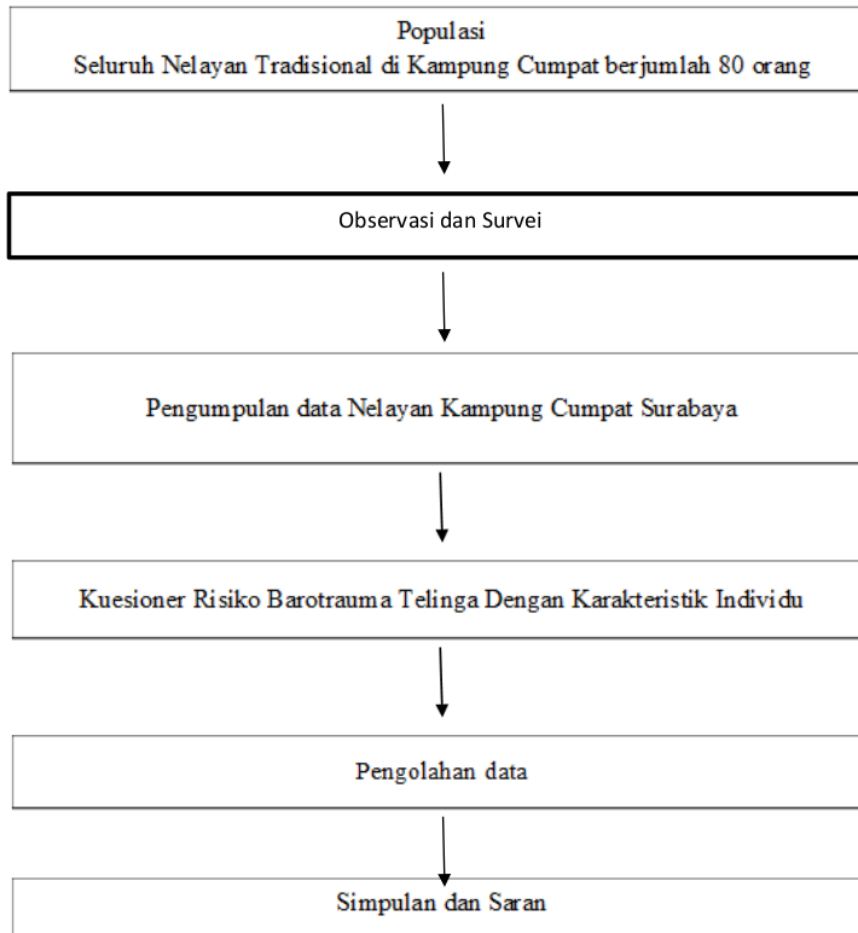 Populasi
Seluruh Nelayan Tradisional di Kampung Cumpat berjumlah 80 orang
Observasi dan Survei
Pengumpulan data Nelayan Kampung Cumpat Surabaya
Kuesioner Risiko Barotrauma Telinga Dengan Karakteristik Individu
Pengolahan data
Simpulan dan Saran